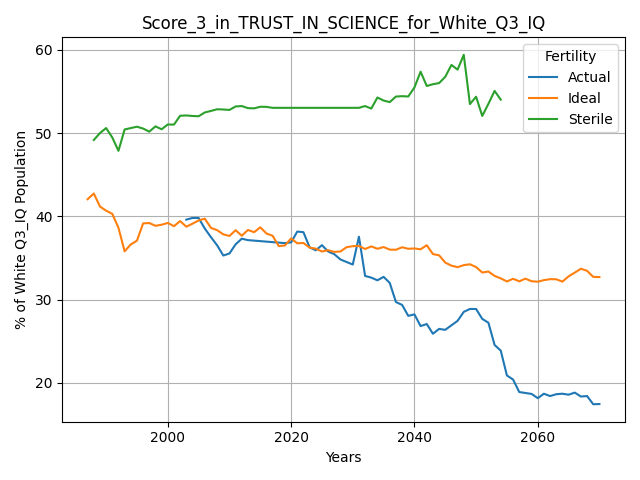 Score_3_in_TRUST_IN_SCIENCE_for_White_Q3_IQ
Fertility
Actual
Ideal
Sterile
% of White Q3_IQ Population
60
50
40
30
20
2000
2020
2040
2060
Years